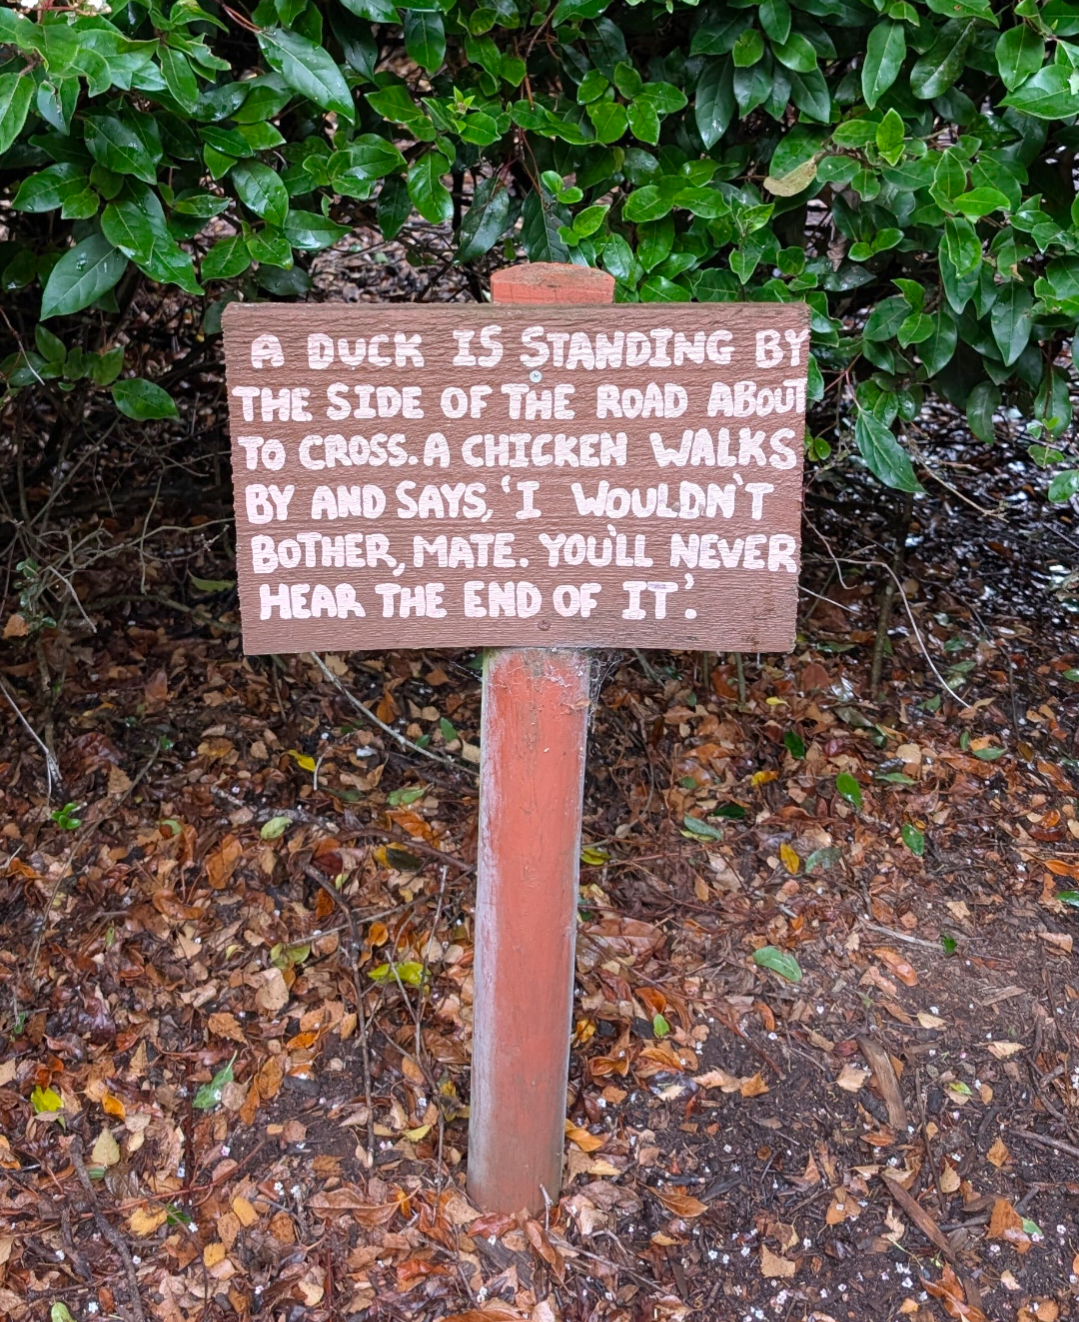 A DUCK IS STANDING BY
THE SIDE OF THE ROAD ABOUT
TO CROSS. A CHICKEN WALKS
BY AND SAYS, 'I WOULDN'T
BOTHER, MATE. YOU'LL NEVER
HEAR THE END OF IT'.